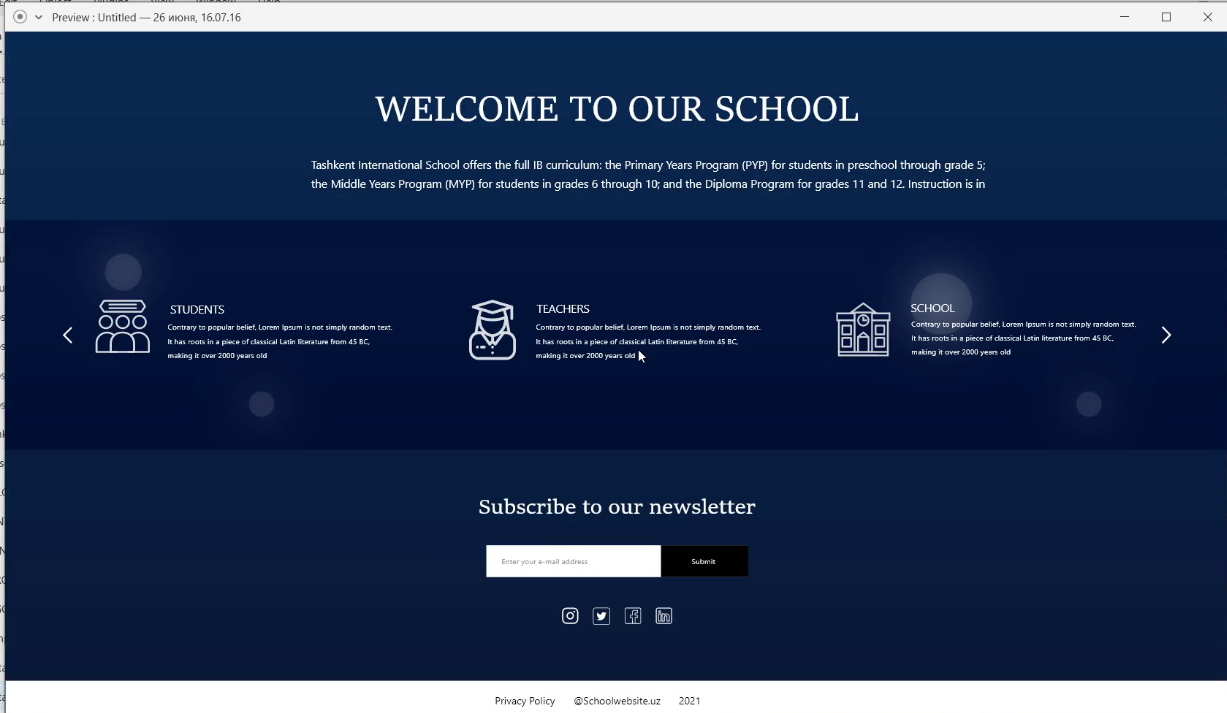 Preview : Untitled — 26 июня, 16.07.16
WELCOME TO OUR SCHOOL
Tashkent International School offers the full IB curriculum: the Primary Years Program (PYP) for students in preschool through grade 5;
the Middle Years Program (MYP) for students in grades 6 through 10; and the Diploma Program for grades 11 and 12. Instruction is in
STUDENTS
Contrary to popular belief, Lorem Ipsum is not simply random text.
It has roots in a piece of classical Latin literature from 45 BC,
making it over 2000 years old
TEACHERS
Contrary to popular belief, Lorem Ipsum is not simply random text.
It has roots in a piece of classical Latin literature from 45 BC,
making it over 2000 years old
SCHOOL
Contrary to popular belief, Lorem Ipsum is not simply random text.
It has roots in a piece of classical Latin literature from 45 BC,
making it over 2000 years old
Subscribe to our newsletter
Enter your e-mail address
Submit
Privacy Policy @Schoolwebsite.uz 2021